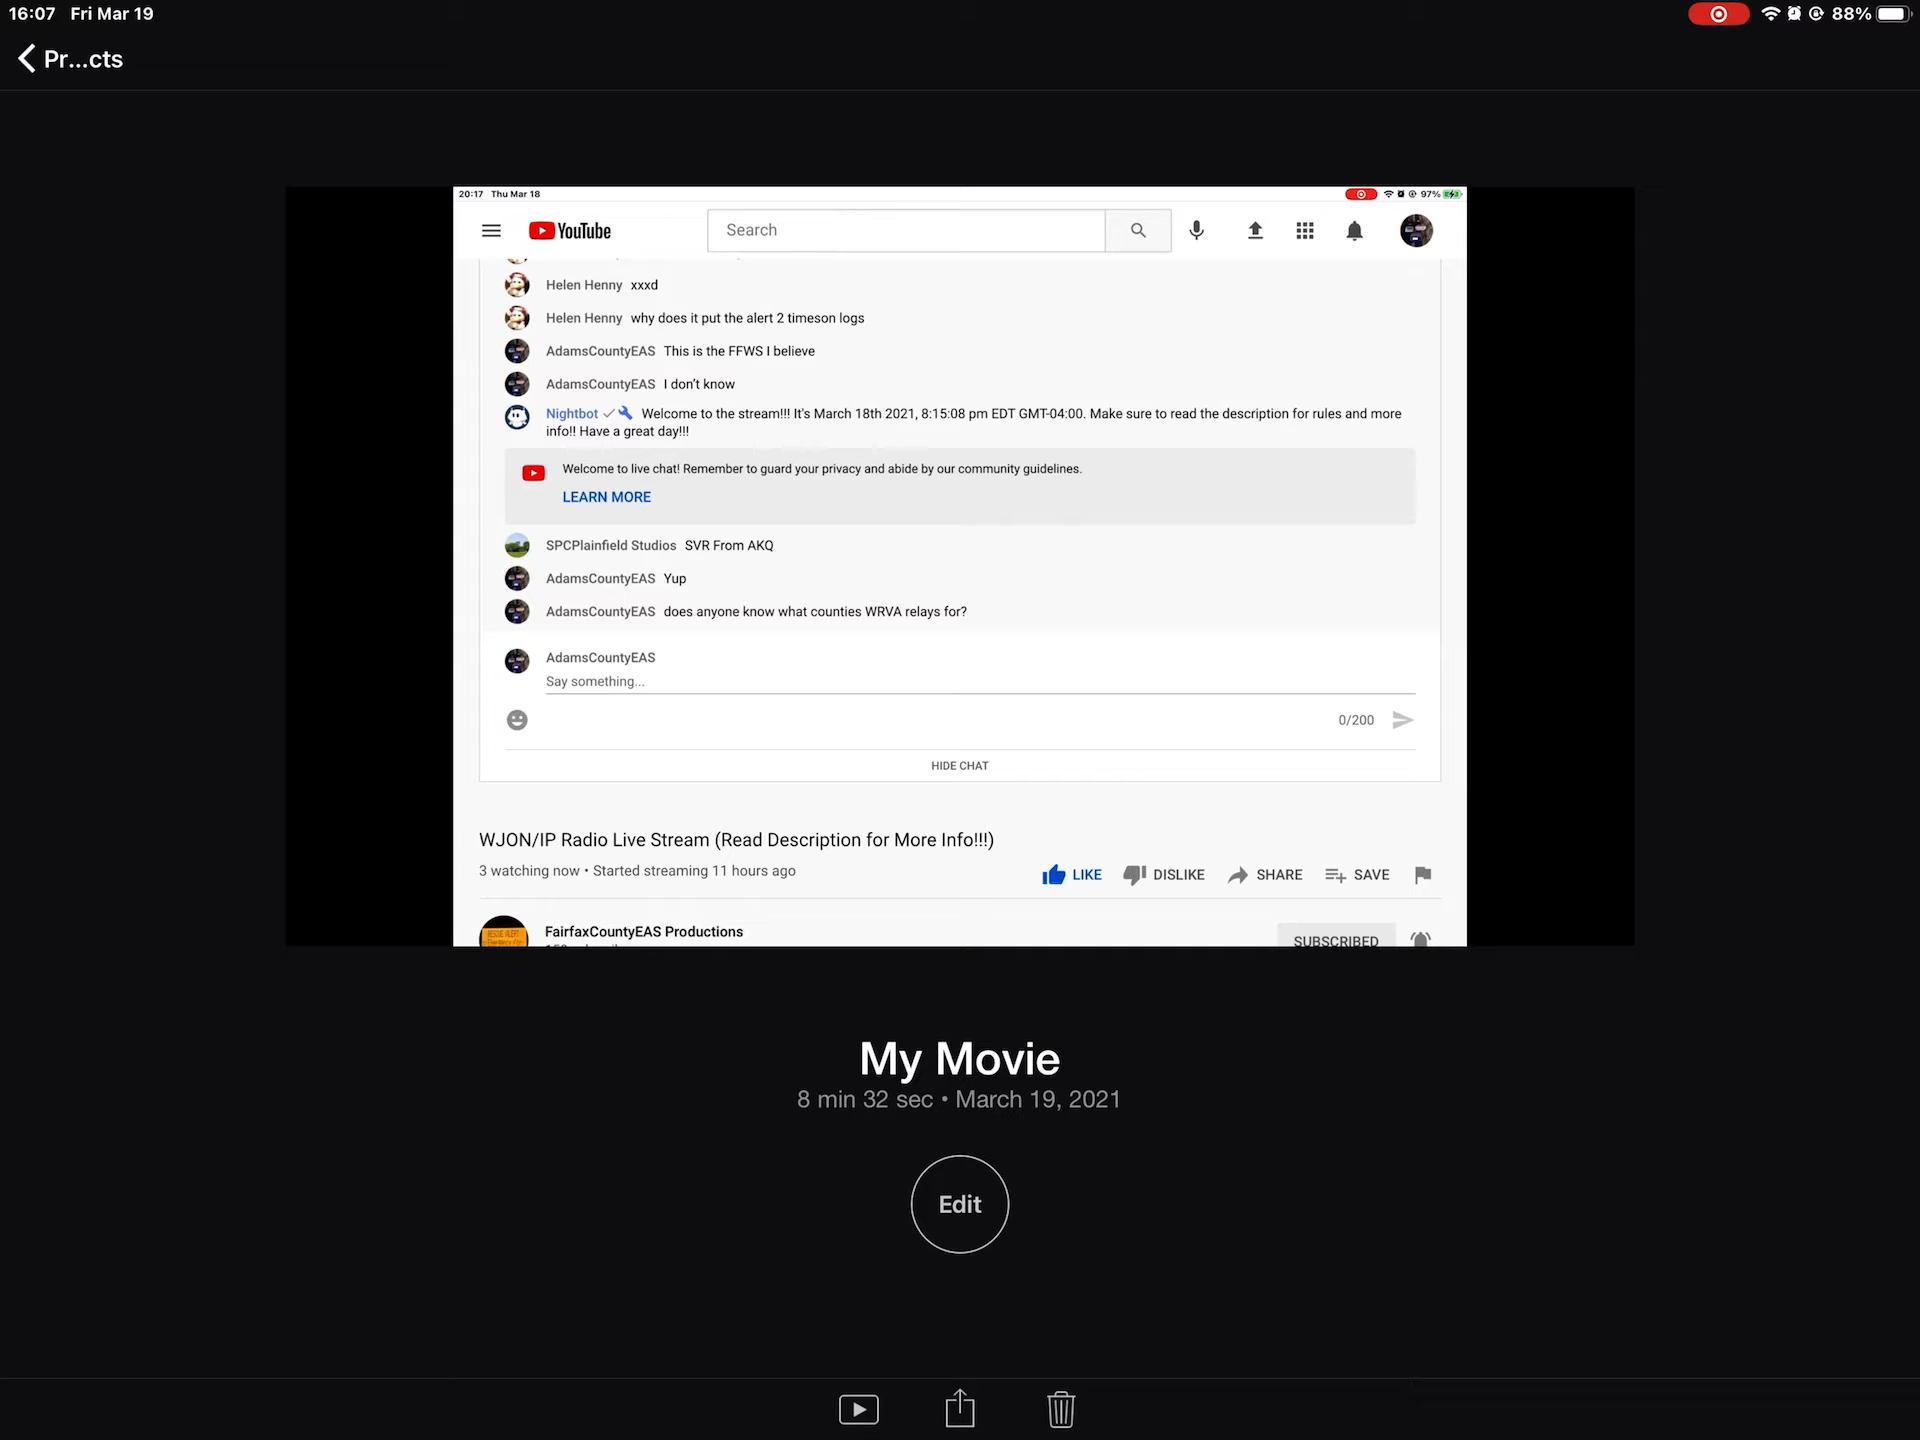 16:07 Fri Mar 19
88%
Pr...cts
20:17 Thu Mar 18
97%
YouTube
Search
Helen Henny xxxd
Helen Henny why does it put the alert 2 timeson logs
AdamsCountyEAS This is the FFWS I believe
AdamsCountyEAS I don't know
Nightbot Welcome to the stream!!! It's March 18th 2021, 8:15:08 pm EDT GMT-04:00. Make sure to read the description for rules and more
info!! Have a great day!!!
Welcome to live chat! Remember to guard your privacy and abide by our community guidelines.
LEARN MORE
SPCPlainfield Studios SVR From AKQ
AdamsCountyEAS Yup
AdamsCountyEAS does anyone know what counties WRVA relays for?
AdamsCountyEAS
Say something...
0/200
HIDE CHAT
WJON/IP Radio Live Stream (Read Description for More Info!!!)
3 watching now • Started streaming 11 hours ago
LIKE DISLIKE SHARE SAVE
FairfaxCountyEAS Productions
SUBSCRIBED
My Movie
8 min 32 sec • March 19, 2021
Edit